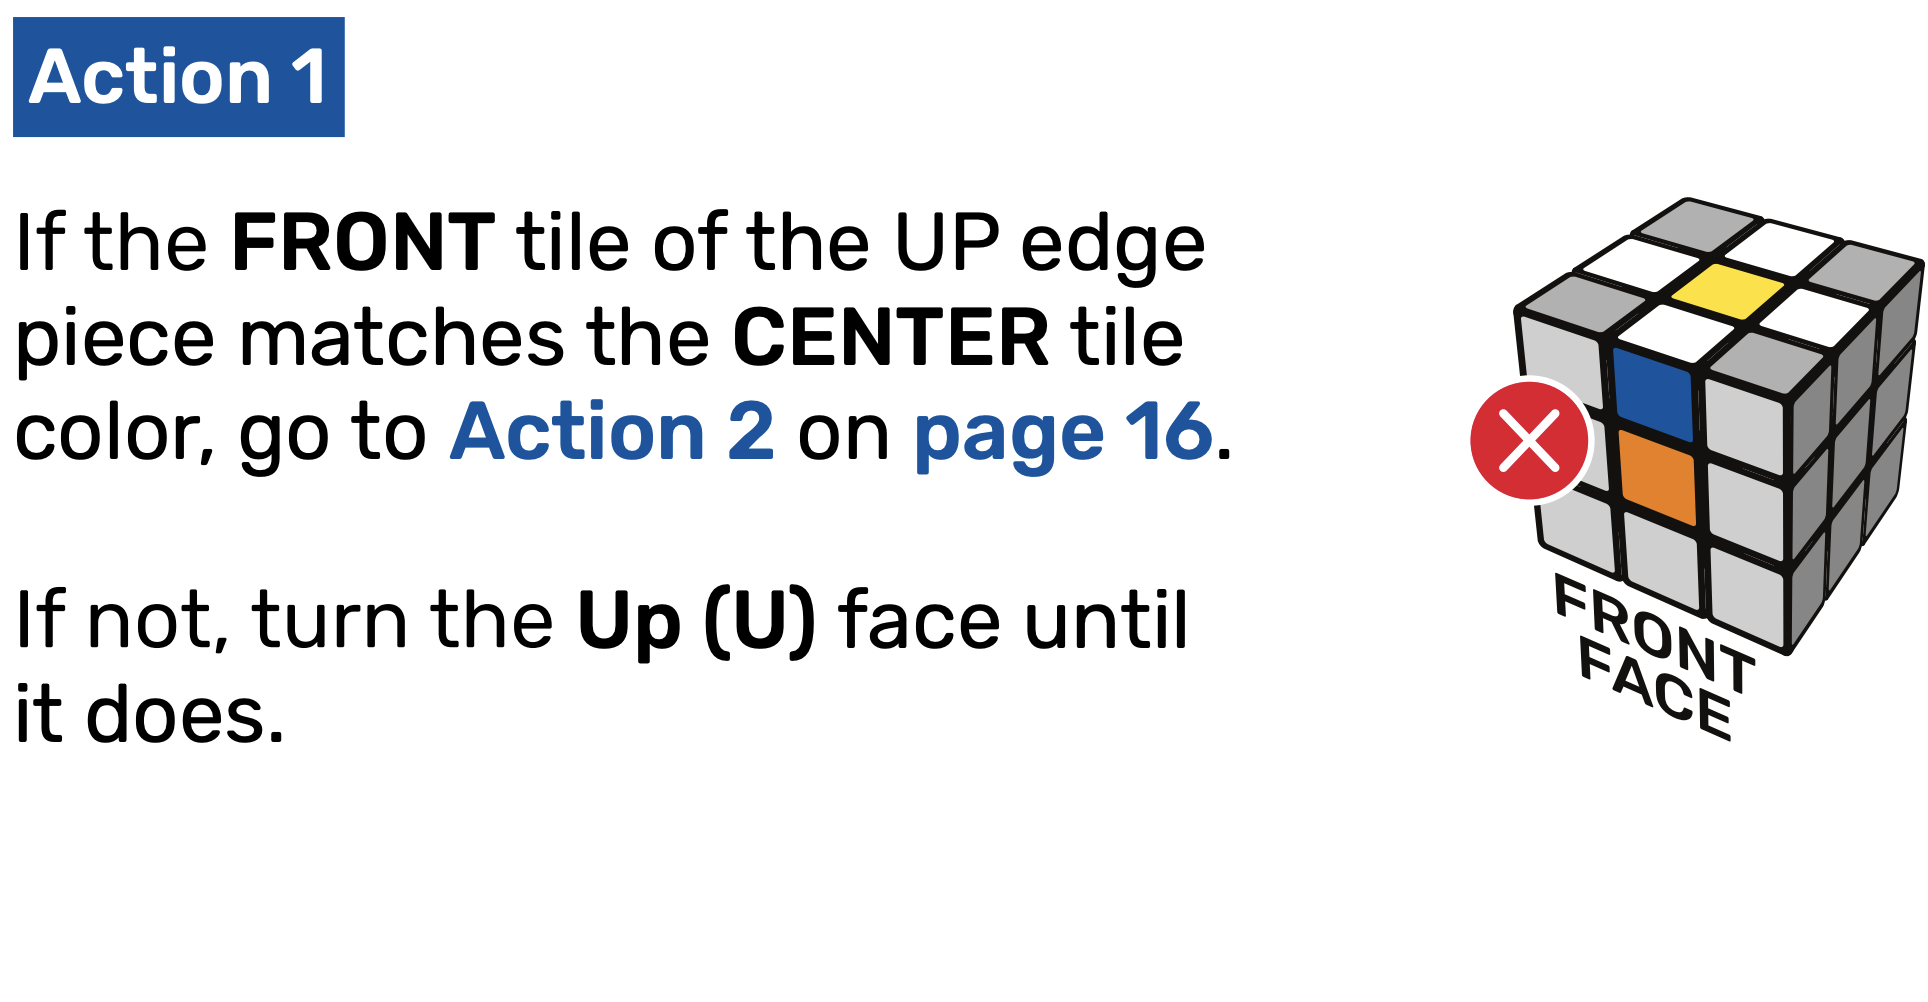 Action 1
If the FRONT tile of the UP edge
piece matches the CENTER tile
color, go to Action 2 on page 16.
If not, turn the Up (U) face until
it does.
FRONT
FACE